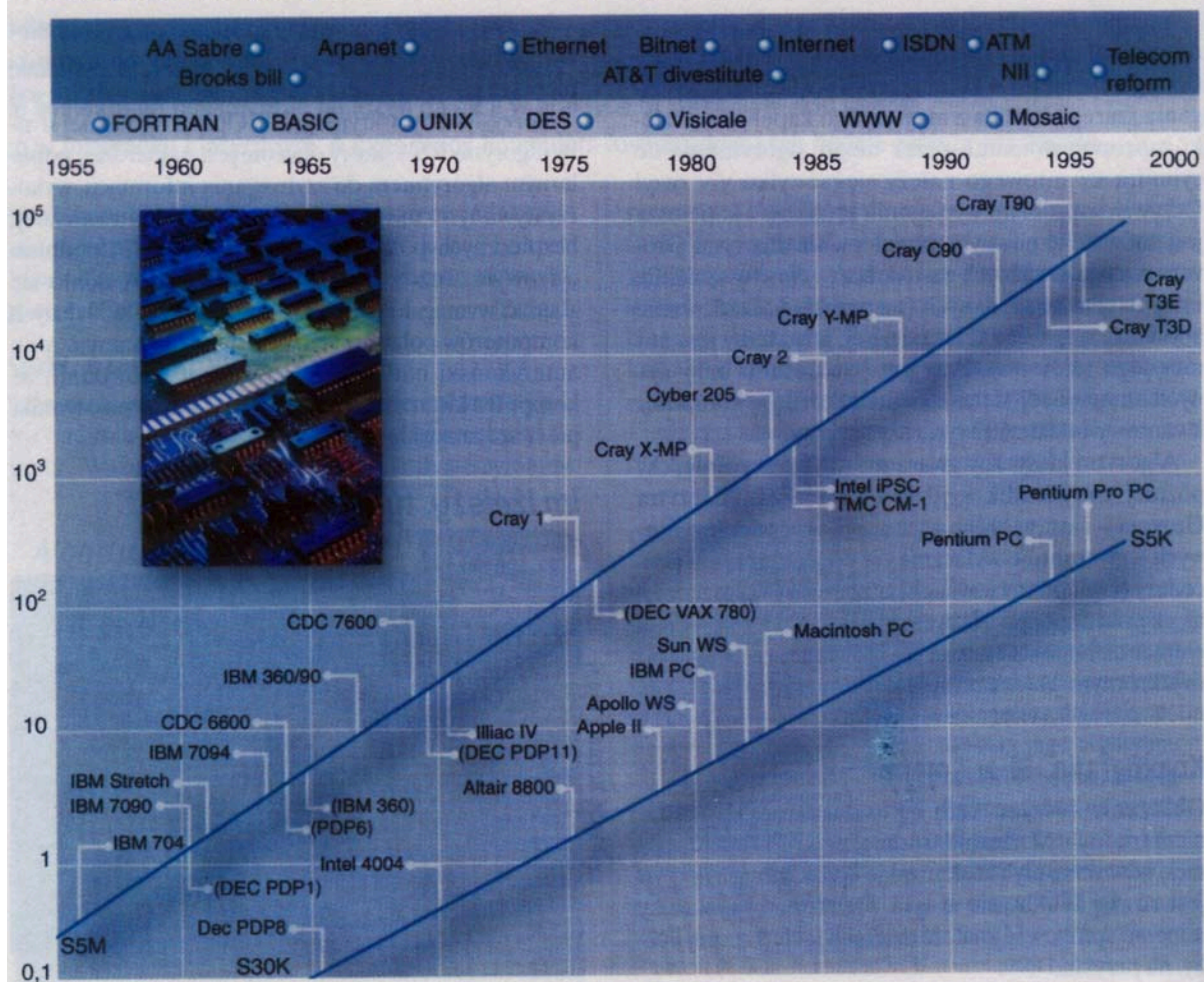 AA Sabre Arpanet Ethernet Bitnet Internet ISDN ATM
Brooks bill AT&T divestitute NII Telecom
reform
FORTRAN BASIC UNIX DES Visicale WWW Mosaic
1955 1960 1965 1970 1975 1980 1985 1990 1995 2000
10⁵
Cray T90
Cray C90
Cray
T3E
Cray Y-MP
Cray T3D
10⁴
Cray 2
Cyber 205
Cray X-MP
10³
Intel iPSC
Pentium Pro PC
TMC CM-1
Cray 1
Pentium PC
S5K
10²
(DEC VAX 780)
CDC 7600
Macintosh PC
Sun WS
IBM 360/90
IBM PC
Apollo WS
CDC 6600
10
Illiac IV
Apple II
IBM 7094
(DEC PDP11)
IBM Stretch
Altair 8800
IBM 7090
(IBM 360)
(PDP6)
IBM 704
1
Intel 4004
(DEC PDP1)
Dec PDP8
S5M
S30K
0,1